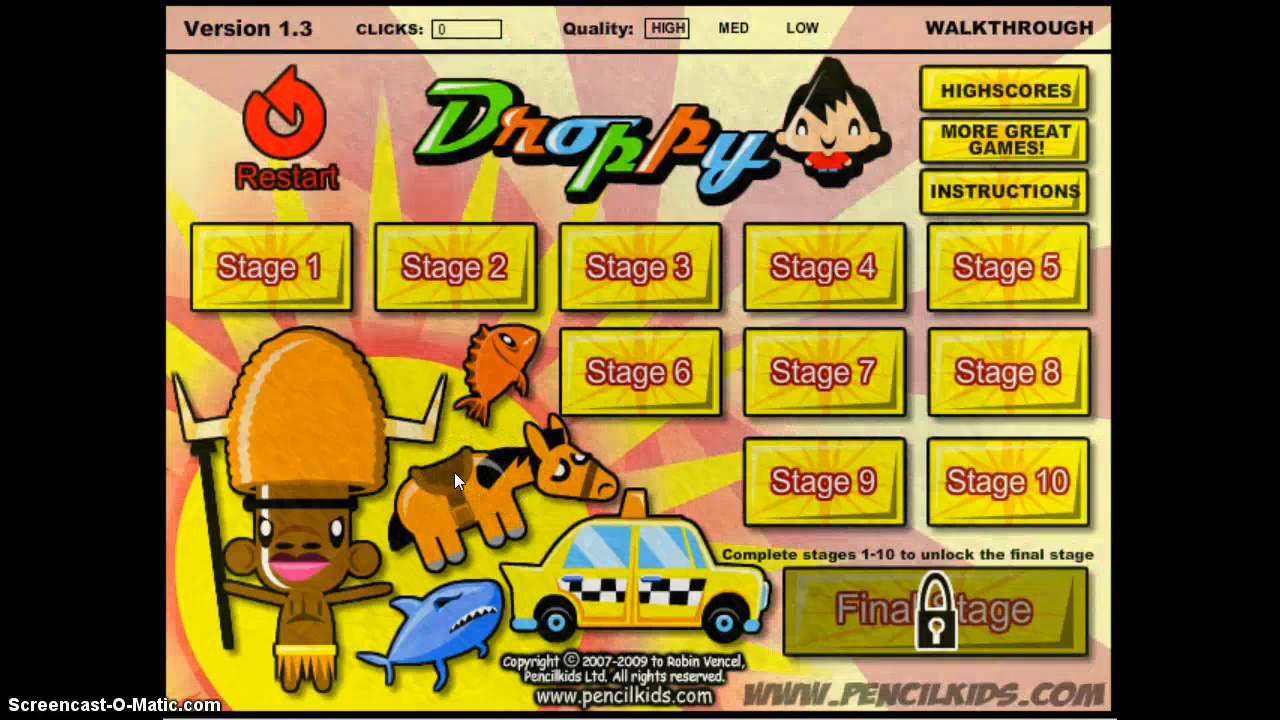 Version 1.3 CLICKS: 0 Quality: HIGH MED LOW WALKTHROUGH
Droppy
HIGHSCORES
MORE GREAT
GAMES!
INSTRUCTIONS
Restart
Stage 1 Stage 2 Stage 3 Stage 4 Stage 5
Stage 6 Stage 7 Stage 8
Stage 9 Stage 10
Complete stages 1-10 to unlock the final stage
Final Stage
Copyright © 2007-2009 to Robin Vencel,
Pencilkids Ltd. All rights reserved.
www.pencilkids.com
WWW.PENCILKIDS.COM
Screencast-O-Matic.com